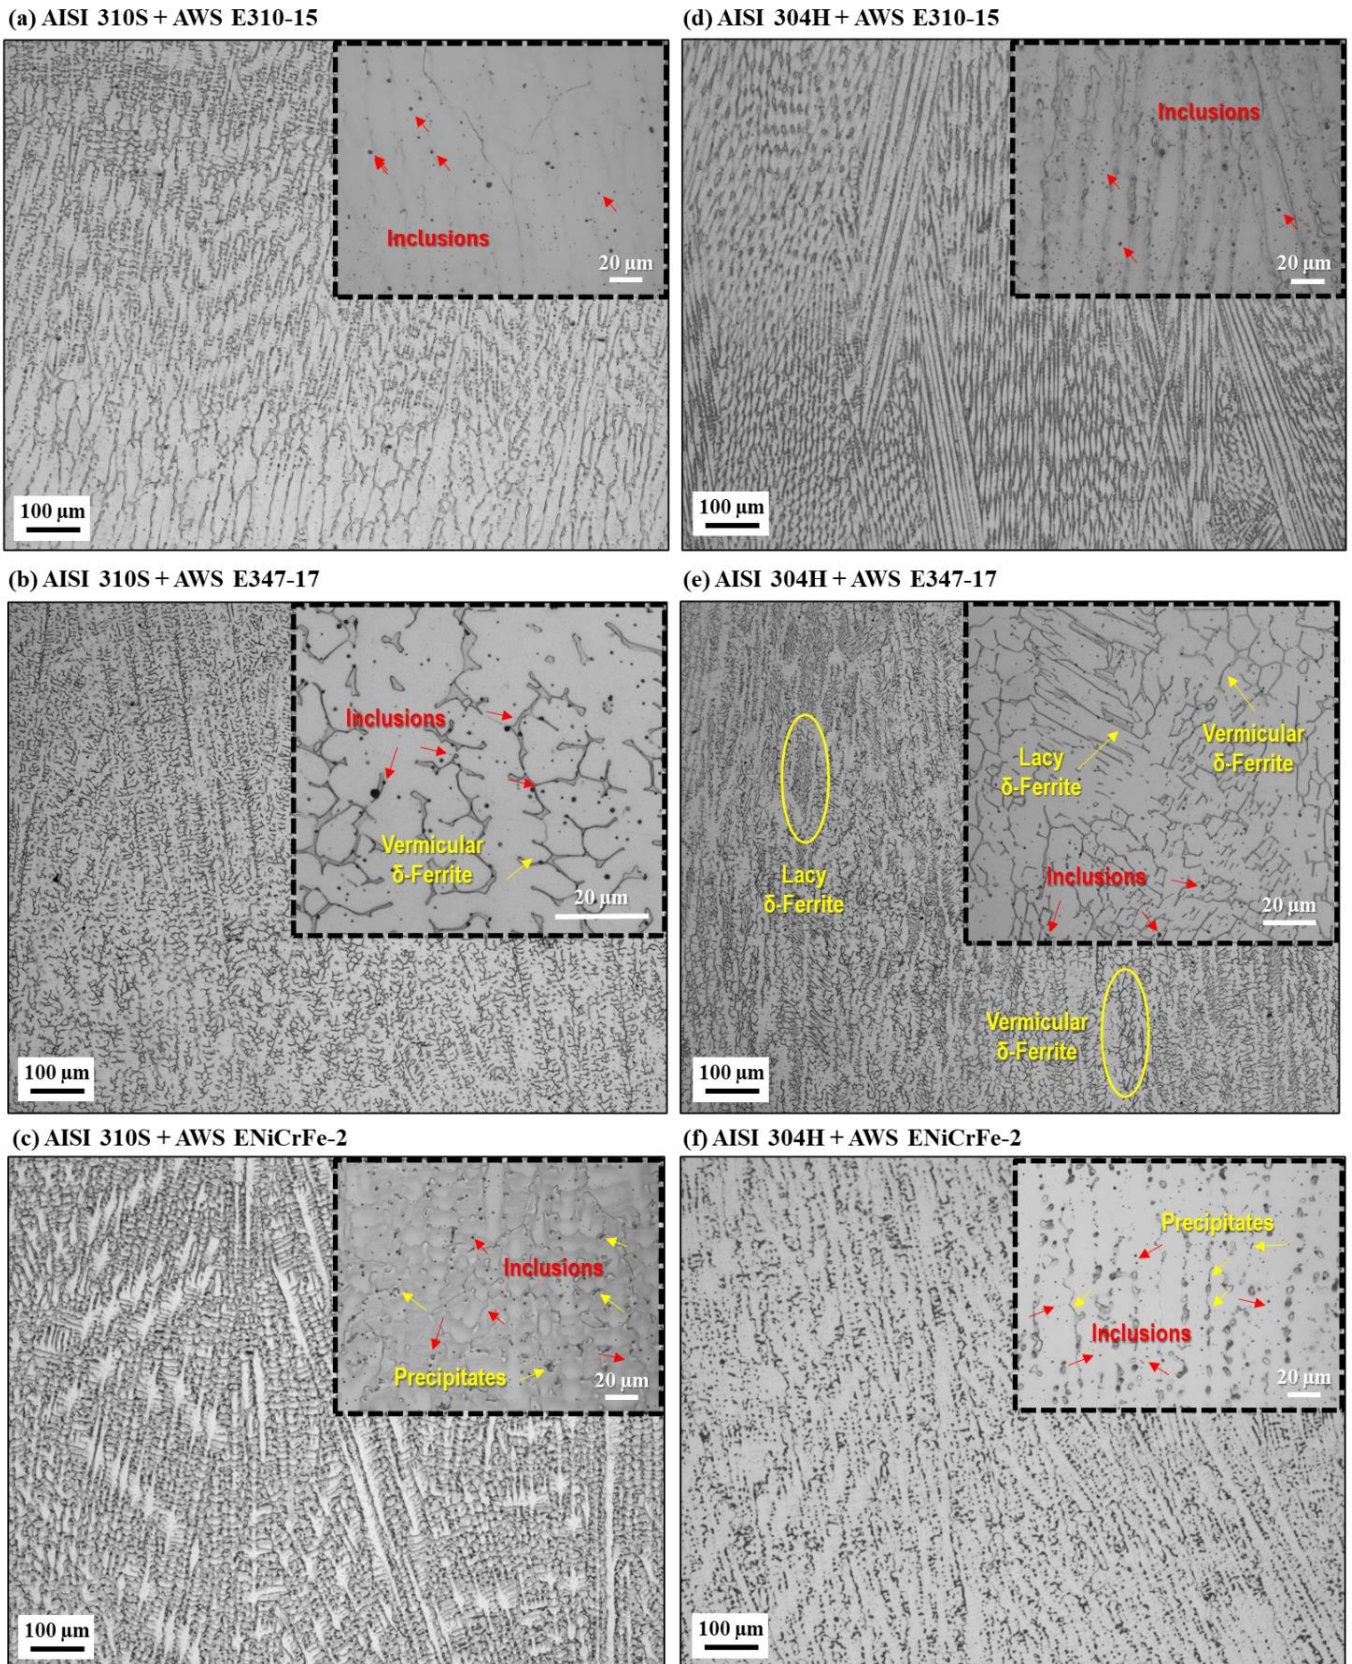 (a) AISI 310S + AWS E310-15
Inclusions
20 µm
100 µm
(d) AISI 304H + AWS E310-15
Inclusions
20 µm
100 µm
(b) AISI 310S + AWS E347-17
Inclusions
Vermicular
δ-Ferrite
20 µm
100 µm
(e) AISI 304H + AWS E347-17
Vermicular
δ-Ferrite
Lacy
δ-Ferrite
Inclusions
20 µm
Lacy
δ-Ferrite
Vermicular
δ-Ferrite
100 µm
(c) AISI 310S + AWS ENiCrFe-2
Inclusions
Precipitates
20 µm
100 µm
(f) AISI 304H + AWS ENiCrFe-2
Precipitates
Inclusions
20 µm
100 µm